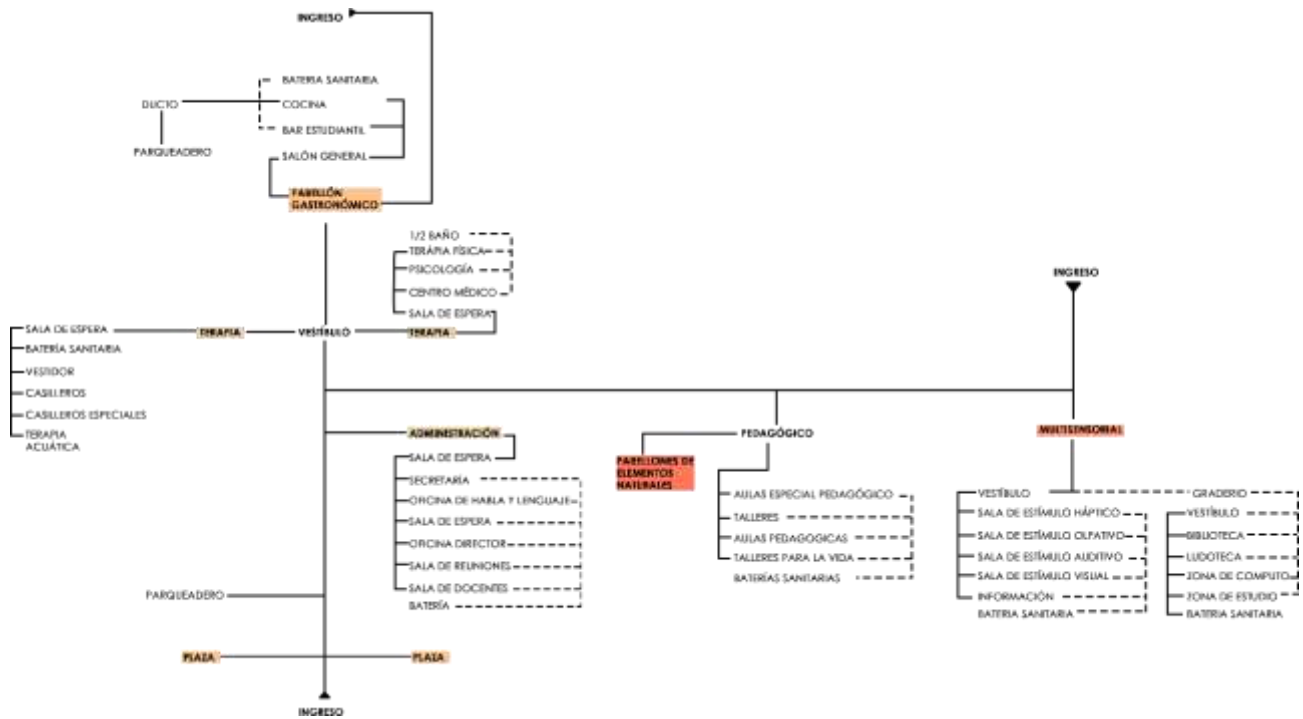 INGRESO
BATERIA SANITARIA
DUCTO
COCINA
BAR ESTUDIANTIL
PARQUEADERO
SALÓN GENERAL
PABELLÓN
GASTRONÓMICO
1/2 BAÑO
TERÁPIA FÍSICA
PSICOLOGÍA
CENTRO MÉDICO
SALA DE ESPERA
INGRESO
SALA DE ESPERA
TERAPIA
VESTÍBULO
TERAPIA
BATERÍA SANITARIA
VESTIDOR
CASILLEROS
CASILLEROS ESPECIALES
TERAPIA
ACUÁTICA
ADMINISTRACIÓN
SALA DE ESPERA
SECRETARÍA
OFICINA DE HABLA Y LENGUAJE
SALA DE ESPERA
OFICINA DIRECTOR
SALA DE REUNIONES
SALA DE DOCENTES
BATERÍA
PEDAGÓGICO
PABELLONES DE
ELEMENTOS
NATURALES
AULAS ESPECIAL PEDAGÓGICO
TALLERES
AULAS PEDAGOGICAS
TALLERES PARA LA VIDA
BATERÍAS SANITARIAS
MULTISENSORIAL
VESTÍBULO
SALA DE ESTÍMULO HÁPTICO
SALA DE ESTÍMULO OLFATIVO
SALA DE ESTÍMULO AUDITIVO
SALA DE ESTÍMULO VISUAL
INFORMACIÓN
BATERIA SANITARIA
GRADERIO
VESTÍBULO
BIBLIOTECA
LUDOTECA
ZONA DE COMPUTO
ZONA DE ESTUDIO
BATERIA SANITARIA
PARQUEADERO
PLAZA
PLAZA
INGRESO